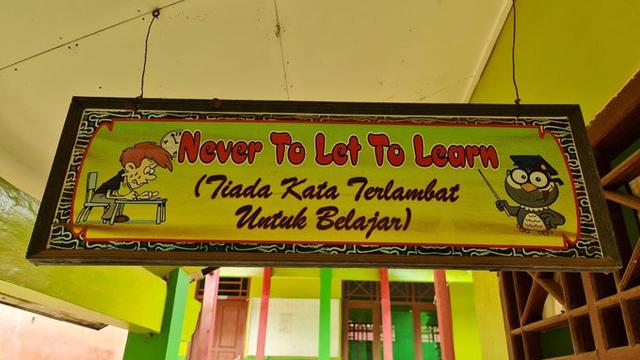 Never To Let To Learn
(Tiada Kata Terlambat
Untuk Belajar)